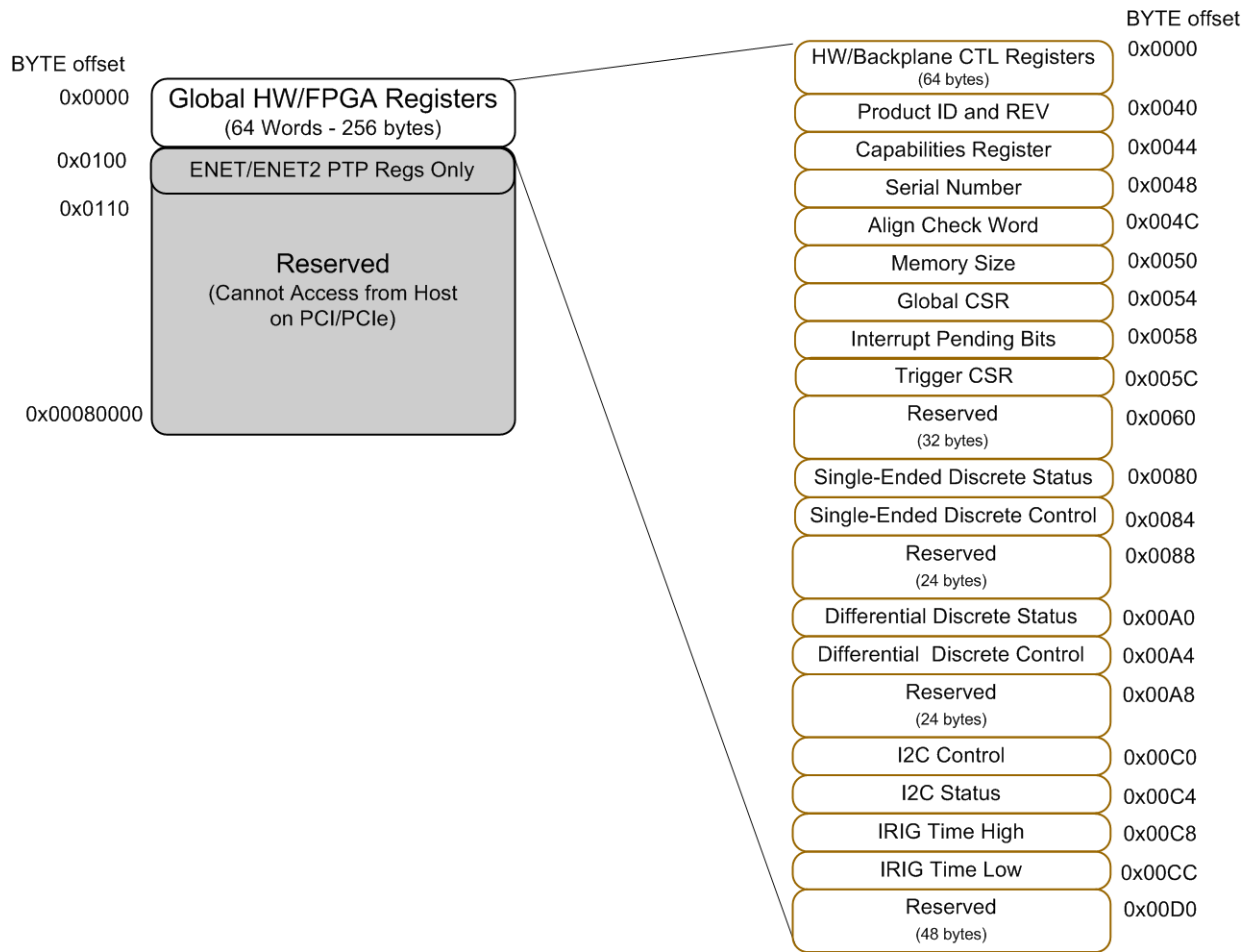 BYTE offset
0x0000
Global HW/FPGA Registers
(64 Words - 256 bytes)
0x0100
ENET/ENET2 PTP Regs Only
0x0110
Reserved
(Cannot Access from Host
on PCI/PCIe)
0x00080000
BYTE offset
HW/Backplane CTL Registers
(64 bytes)
0x0000
Product ID and REV
0x0040
Capabilities Register
0x0044
Serial Number
0x0048
Align Check Word
0x004C
Memory Size
0x0050
Global CSR
0x0054
Interrupt Pending Bits
0x0058
Trigger CSR
0x005C
Reserved
(32 bytes)
0x0060
Single-Ended Discrete Status
0x0080
Single-Ended Discrete Control
0x0084
Reserved
(24 bytes)
0x0088
Differential Discrete Status
0x00A0
Differential Discrete Control
0x00A4
Reserved
(24 bytes)
0x00A8
I2C Control
0x00C0
I2C Status
0x00C4
IRIG Time High
0x00C8
IRIG Time Low
0x00CC
Reserved
(48 bytes)
0x00D0